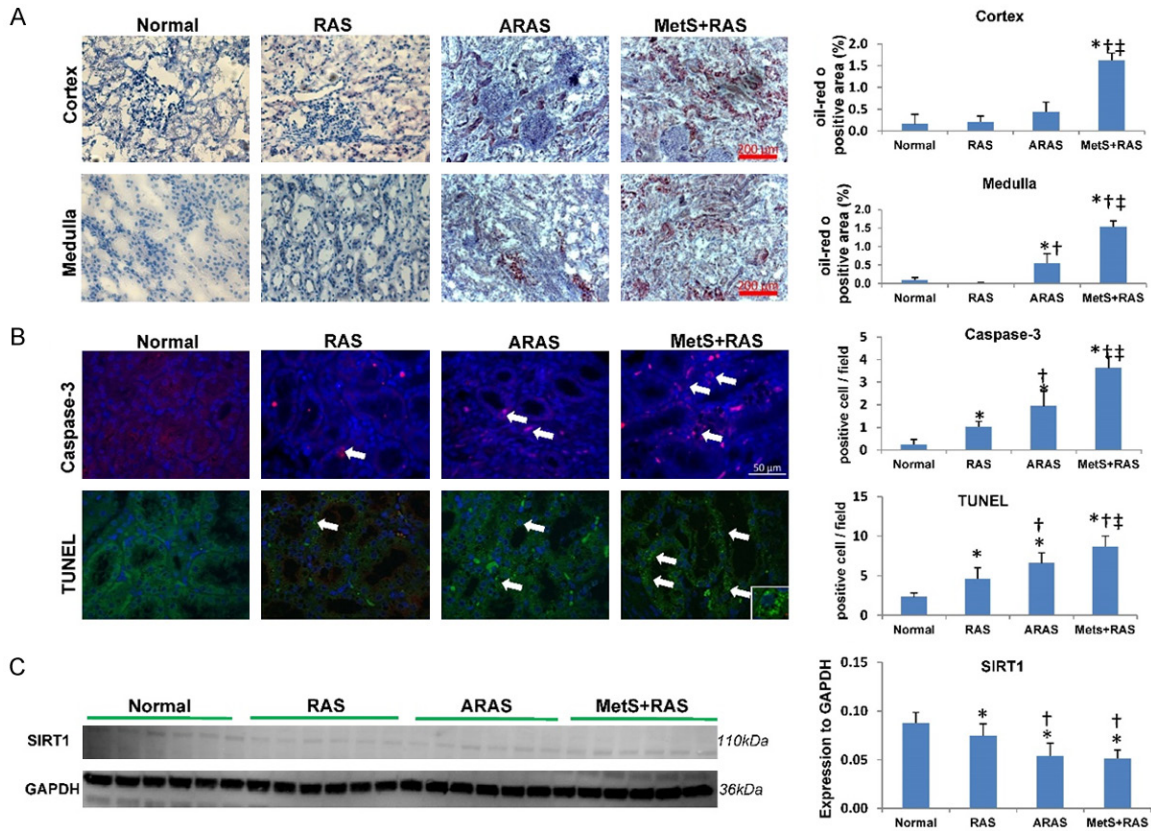 A
Normal
RAS
ARAS
MetS+RAS
Cortex
200 µm
Medulla
200 µm
Cortex
oil-red o
positive area (%)
2.0
1.5
1.0
0.5
0.0
*†‡
Normal RAS ARAS MetS+RAS
Medulla
oil-red o
positive area (%)
2.0
1.5
1.0
0.5
0.0
*†
*†‡
Normal RAS ARAS MetS+RAS
B
Normal
RAS
ARAS
MetS+RAS
Caspase-3
50 µm
TUNEL
Caspase-3
positive cell / field
5
4
3
2
1
0
*
†
*
*‡‡
Normal RAS ARAS MetS+RAS
TUNEL
positive cell / field
15
10
5
0
*
†
*
*†‡
Normal RAS ARAS Mets+RAS
C
Normal RAS ARAS MetS+RAS
SIRT1 110kDa
GAPDH 36kDa
SIRT1
Expression to GAPDH
0.15
0.10
0.05
0.00
*
†
*
†
*
Normal RAS ARAS MetS+RAS